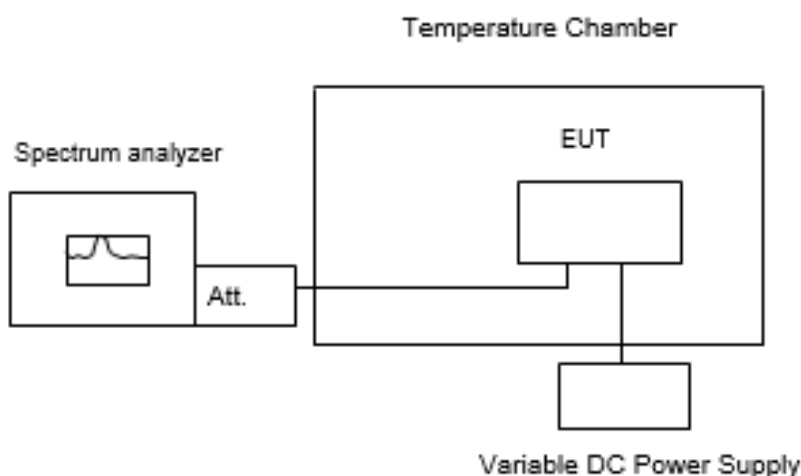 Temperature Chamber
EUT
Spectrum analyzer
Att.
Variable DC Power Supply